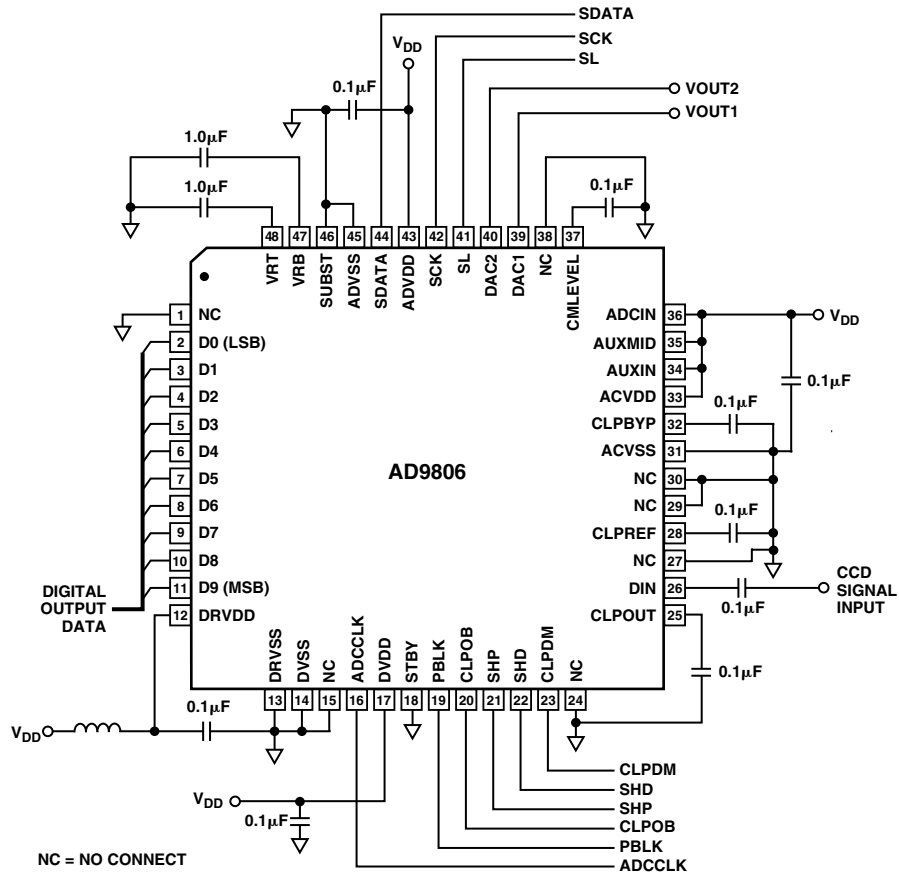 SDATA
SCK
SL
VDD
0.1µF
VOUT2
VOUT1
1.0µF
1.0µF
0.1µF
48 47 46 45 44 43 42 41 40 39 38 37
VRT
VRB
SUBST
ADVSS
SDATA
ADVDD
SCK
SL
DAC2
DAC1
NC
CMLEVEL
1 NC
2 D0 (LSB)
3 D1
4 D2
5 D3
6 D4
7 D5
8 D6
9 D7
10 D8
11 D9 (MSB)
12 DRVDD
DIGITAL
OUTPUT
DATA
AD9806
ADCIN 36
AUXMID 35
AUXIN 34
ACVDD 33
CLPBYP 32
ACVSS 31
NC 30
NC 29
CLPREF 28
NC 27
DIN 26
CLPOUT 25
VDD
0.1µF
0.1µF
0.1µF
0.1µF
CCD
SIGNAL
INPUT
0.1µF
DRVSS
DVSS
NC
ADCCLK
DVDD
STBY
PBLK
CLPOB
SHP
SHD
CLPDM
NC
13 14 15 16 17 18 19 20 21 22 23 24
VDD
0.1µF
VDD
0.1µF
CLPDM
SHD
SHP
CLPOB
PBLK
ADCCLK
NC = NO CONNECT